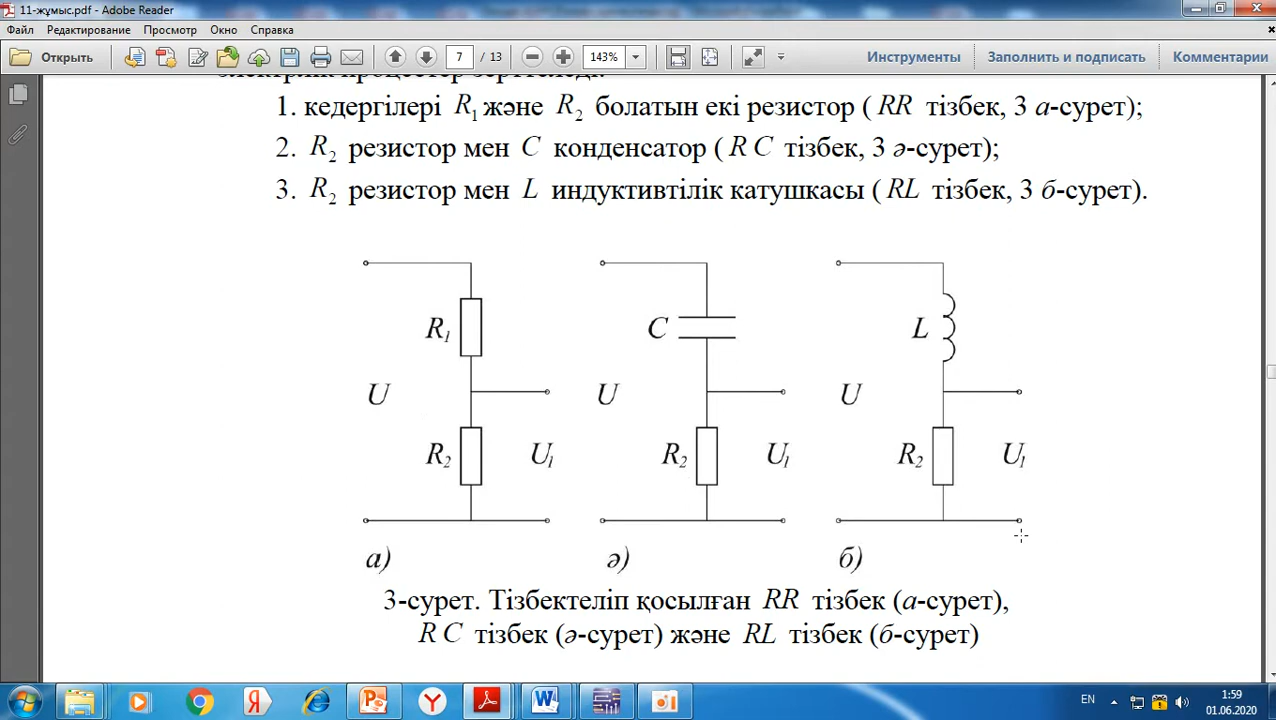 11-жұмыс.pdf - Adobe Reader
Файл Редактирование Просмотр Окно Справка
Открыть 7 / 13 143% Инструменты Заполнить и подписать Комментарии
электрлік процестер зерттеледі:
1. кедергілері R₁ және R₂ болатын екі резистор ( RR тізбек, 3 а-сурет);
2. R₂ резистор мен C конденсатор ( R C тізбек, 3 ә-сурет);
3. R₂ резистор мен L индуктивтілік катушкасы ( RL тізбек, 3 б-сурет).
R₁ C L
U U U
R₂ U₁ R₂ U₁ R₂ U₁
а) ә) б)
3-сурет. Тізбектеліп қосылған RR тізбек (а-сурет),
R C тізбек (ә-сурет) және RL тізбек (б-сурет)
EN 1:59
01.06.2020